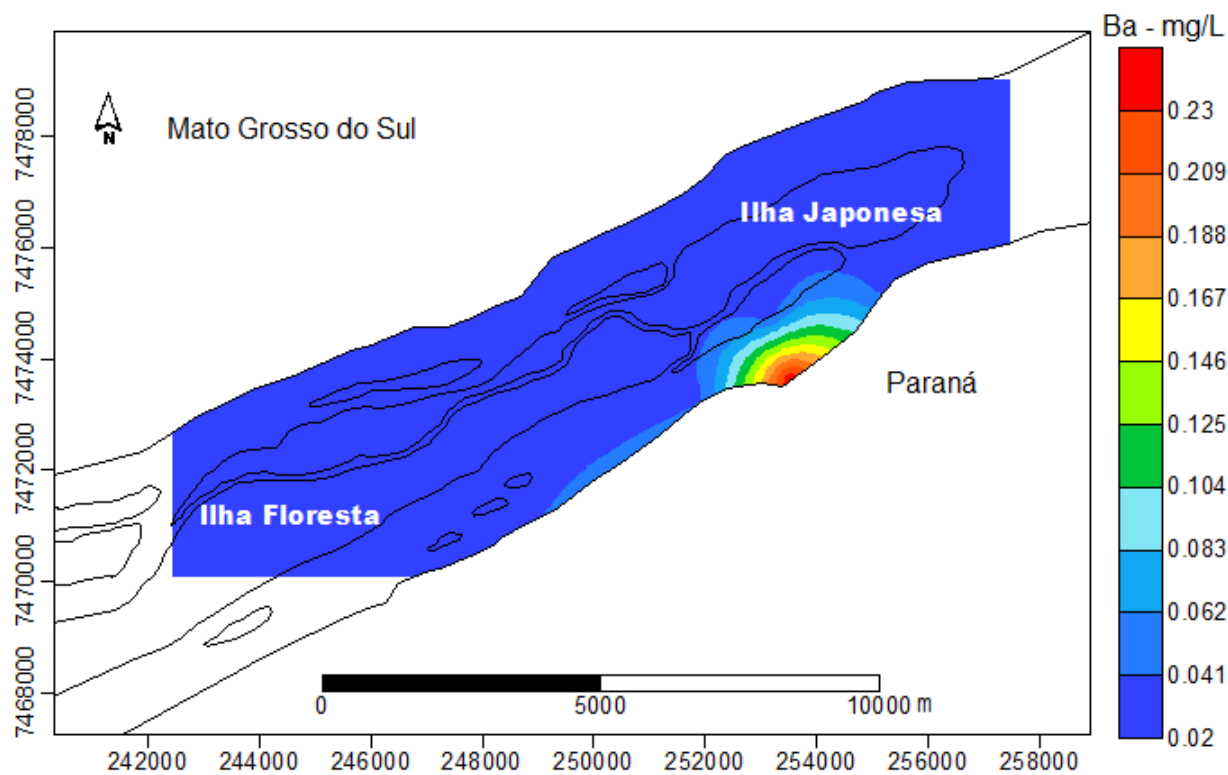 Ba - mg/L
N
Mato Grosso do Sul
Ilha Japonesa
Paraná
Ilha Floresta
7478000
7476000
7474000
7472000
7470000
7468000
0.23
0.209
0.188
0.167
0.146
0.125
0.104
0.083
0.062
0.041
0.02
0 5000 10000 m
242000 244000 246000 248000 250000 252000 254000 256000 258000